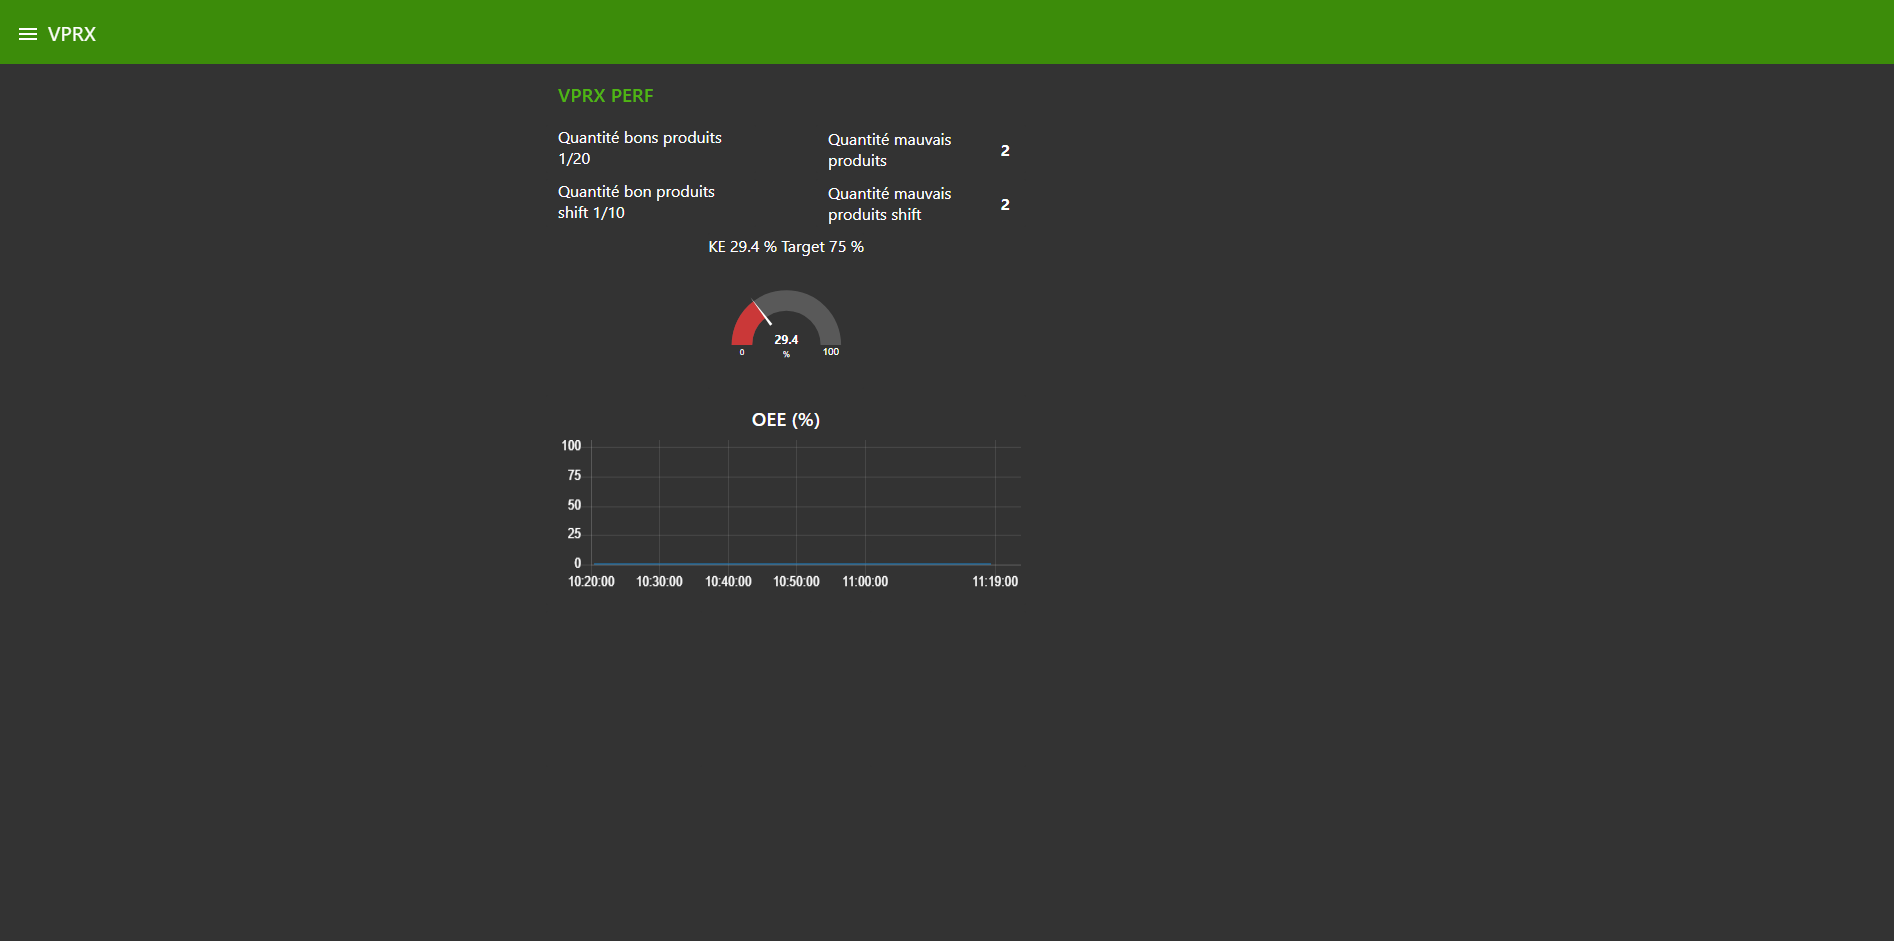 VPRX
VPRX PERF
Quantité bons produits
1/20
Quantité mauvais
produits
2
Quantité bon produits
shift 1/10
Quantité mauvais
produits shift
2
KE 29.4 % Target 75 %
29.4
0
%
100
OEE (%)
100
75
50
25
0
10:20:00
10:30:00
10:40:00
10:50:00
11:00:00
11:19:00